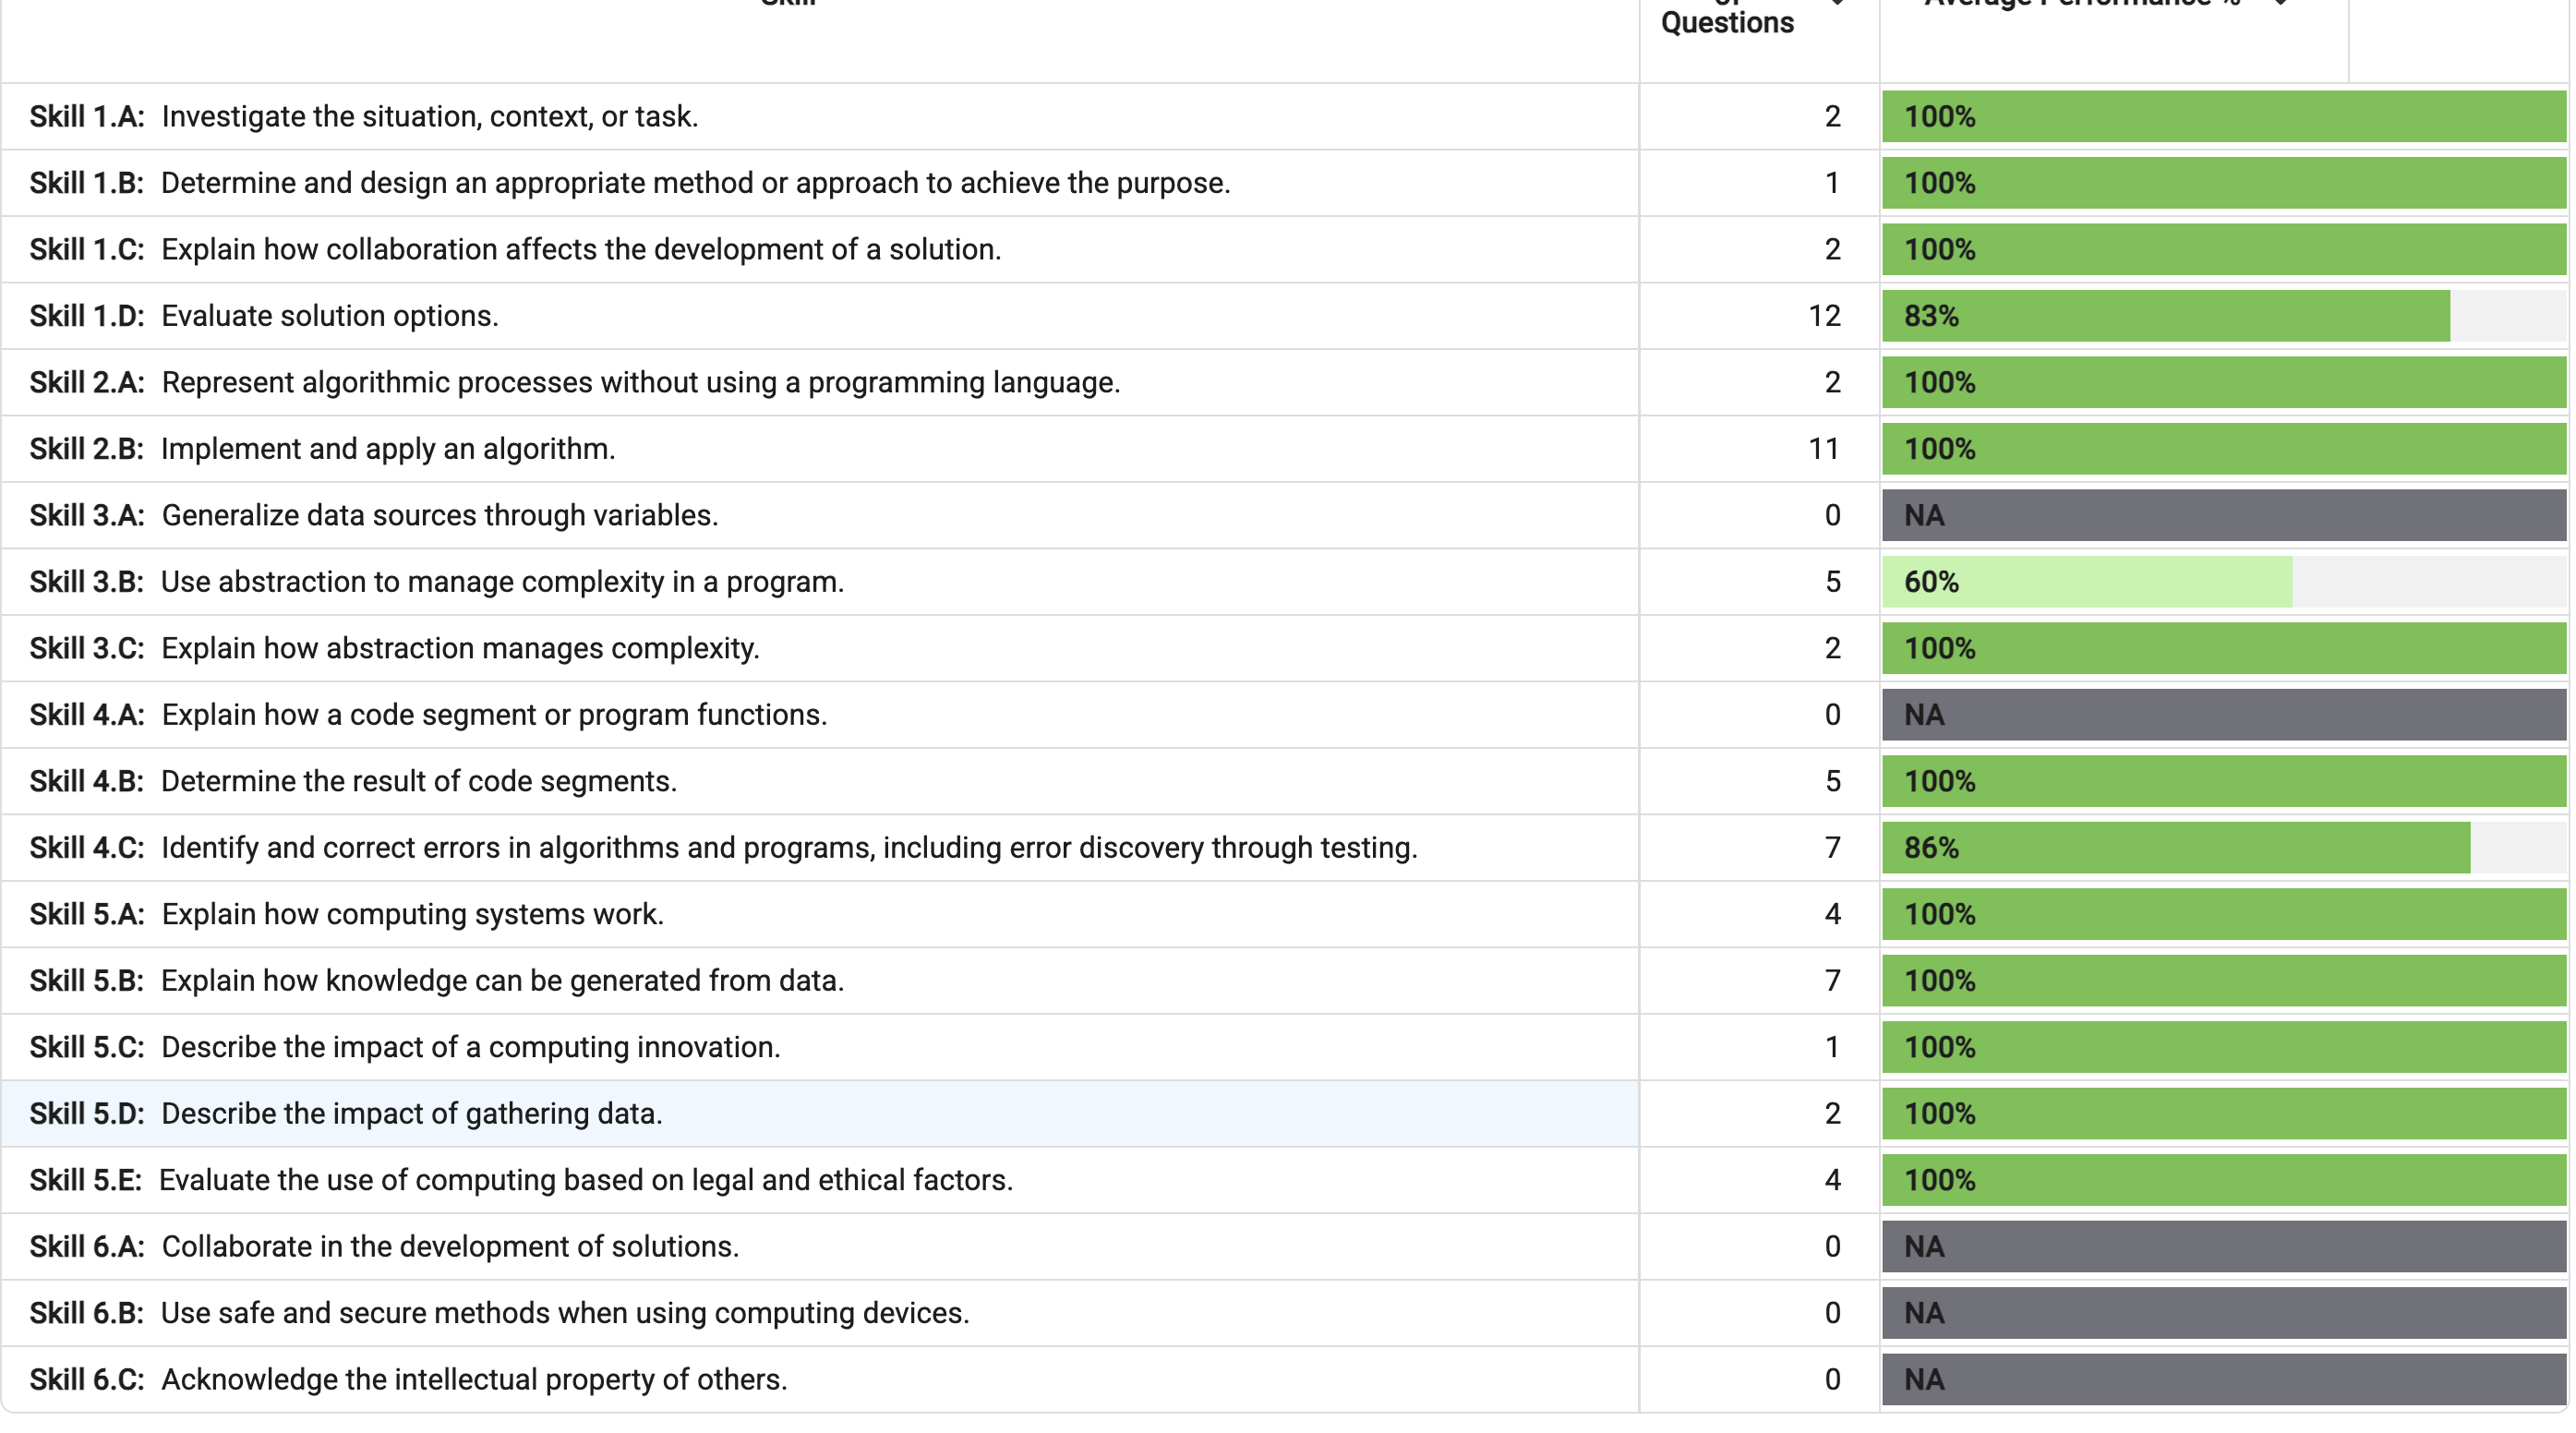 Skill
of
Questions
Average Performance %
Skill 1.A: Investigate the situation, context, or task. 2 100%
Skill 1.B: Determine and design an appropriate method or approach to achieve the purpose. 1 100%
Skill 1.C: Explain how collaboration affects the development of a solution. 2 100%
Skill 1.D: Evaluate solution options. 12 83%
Skill 2.A: Represent algorithmic processes without using a programming language. 2 100%
Skill 2.B: Implement and apply an algorithm. 11 100%
Skill 3.A: Generalize data sources through variables. 0 NA
Skill 3.B: Use abstraction to manage complexity in a program. 5 60%
Skill 3.C: Explain how abstraction manages complexity. 2 100%
Skill 4.A: Explain how a code segment or program functions. 0 NA
Skill 4.B: Determine the result of code segments. 5 100%
Skill 4.C: Identify and correct errors in algorithms and programs, including error discovery through testing. 7 86%
Skill 5.A: Explain how computing systems work. 4 100%
Skill 5.B: Explain how knowledge can be generated from data. 7 100%
Skill 5.C: Describe the impact of a computing innovation. 1 100%
Skill 5.D: Describe the impact of gathering data. 2 100%
Skill 5.E: Evaluate the use of computing based on legal and ethical factors. 4 100%
Skill 6.A: Collaborate in the development of solutions. 0 NA
Skill 6.B: Use safe and secure methods when using computing devices. 0 NA
Skill 6.C: Acknowledge the intellectual property of others. 0 NA